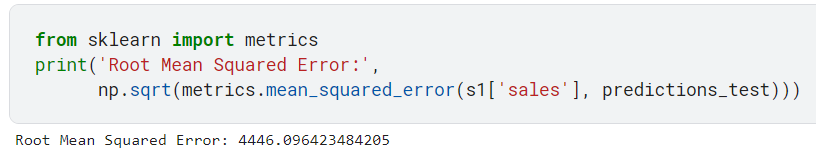 from sklearn import metrics
print('Root Mean Squared Error:',
np.sqrt(metrics.mean_squared_error(s1['sales'], predictions_test)))
Root Mean Squared Error: 4446.096423484205